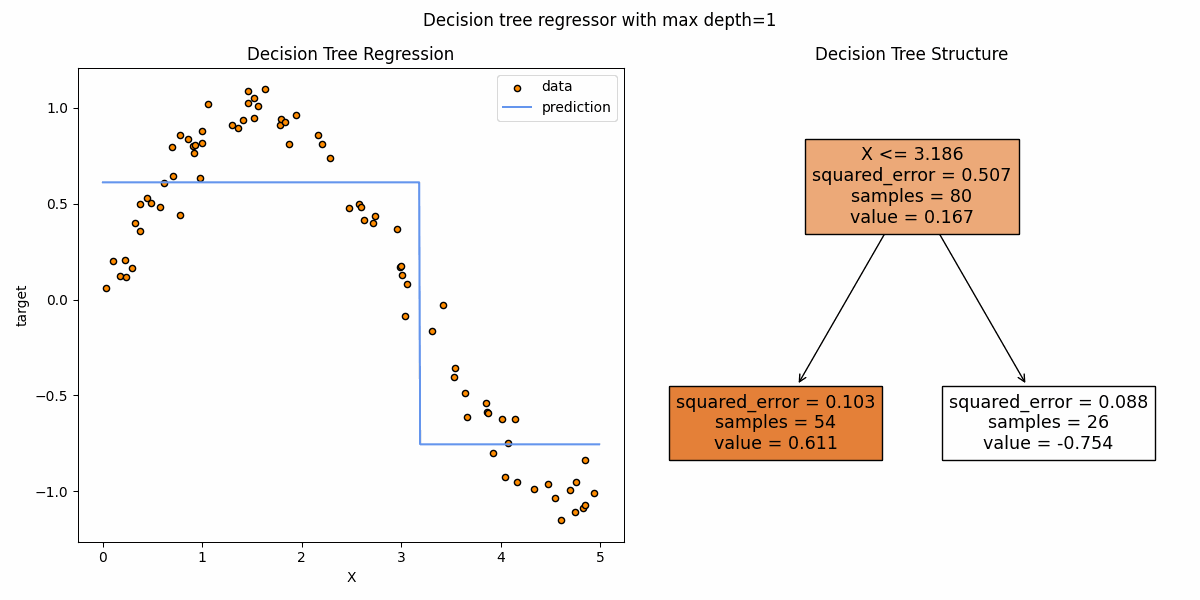 Decision tree regressor with max depth=1
Decision Tree Regression
target
1.0
0.5
0.0
−0.5
−1.0
0
1
2
3
4
5
X
data
prediction
Decision Tree Structure
X <= 3.186
squared_error = 0.507
samples = 80
value = 0.167
squared_error = 0.103
samples = 54
value = 0.611
squared_error = 0.088
samples = 26
value = -0.754